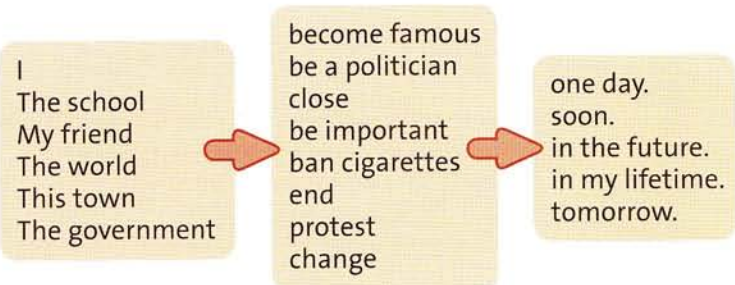 I
The school
My friend
The world
This town
The government
become famous
be a politician
close
be important
ban cigarettes
end
protest
change
one day.
soon.
in the future.
in my lifetime.
tomorrow.